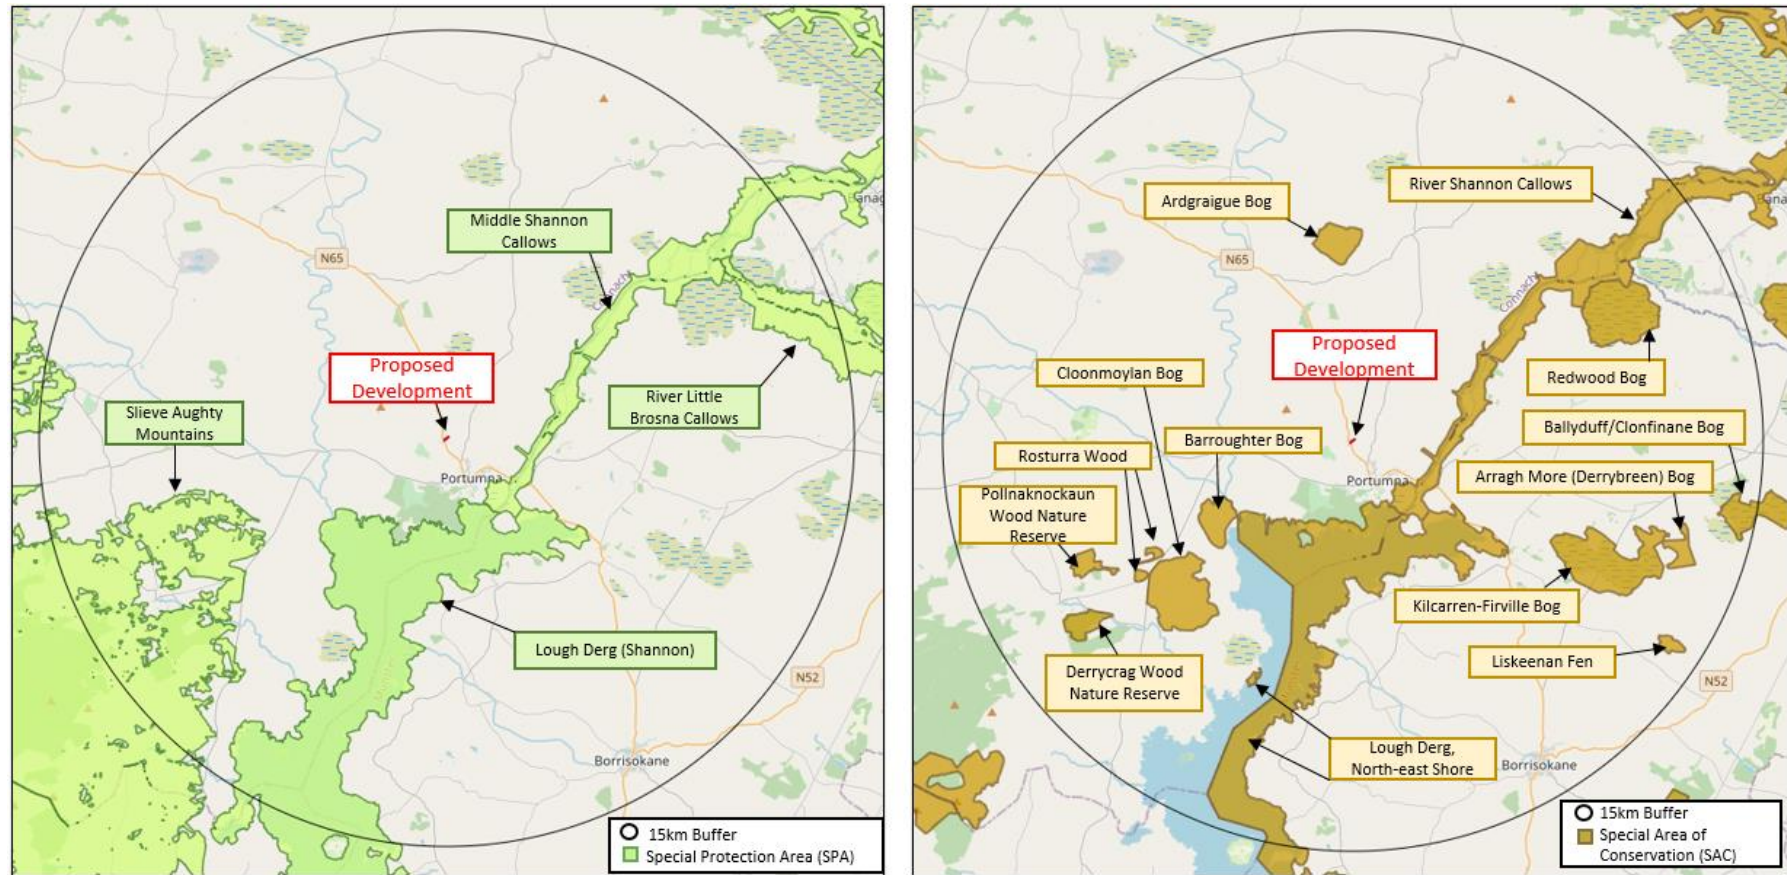 Middle Shannon
Callows
N65
Connacht
Banag
Proposed
Development
River Little
Brosna Callows
Slieve Aughty
Mountains
Portumna
Lough Derg (Shannon)
N52
Borrisokane
15km Buffer
Special Protection Area (SPA)
River Shannon Callows
Ardgraigue Bog
Bana
N65
Connacht
Proposed
Development
Cloonmoylan Bog
Redwood Bog
Ballyduff/Clonfinane Bog
Barroughter Bog
Rosturra Wood
Arragh More (Derrybreen) Bog
Portumna
Pollnaknockaun
Wood Nature
Reserve
Kilcarren-Firville Bog
Liskeenan Fen
Derrycrag Wood
Nature Reserve
N52
Lough Derg,
North-east Shore
Borrisokane
15km Buffer
Special Area of
Conservation (SAC)